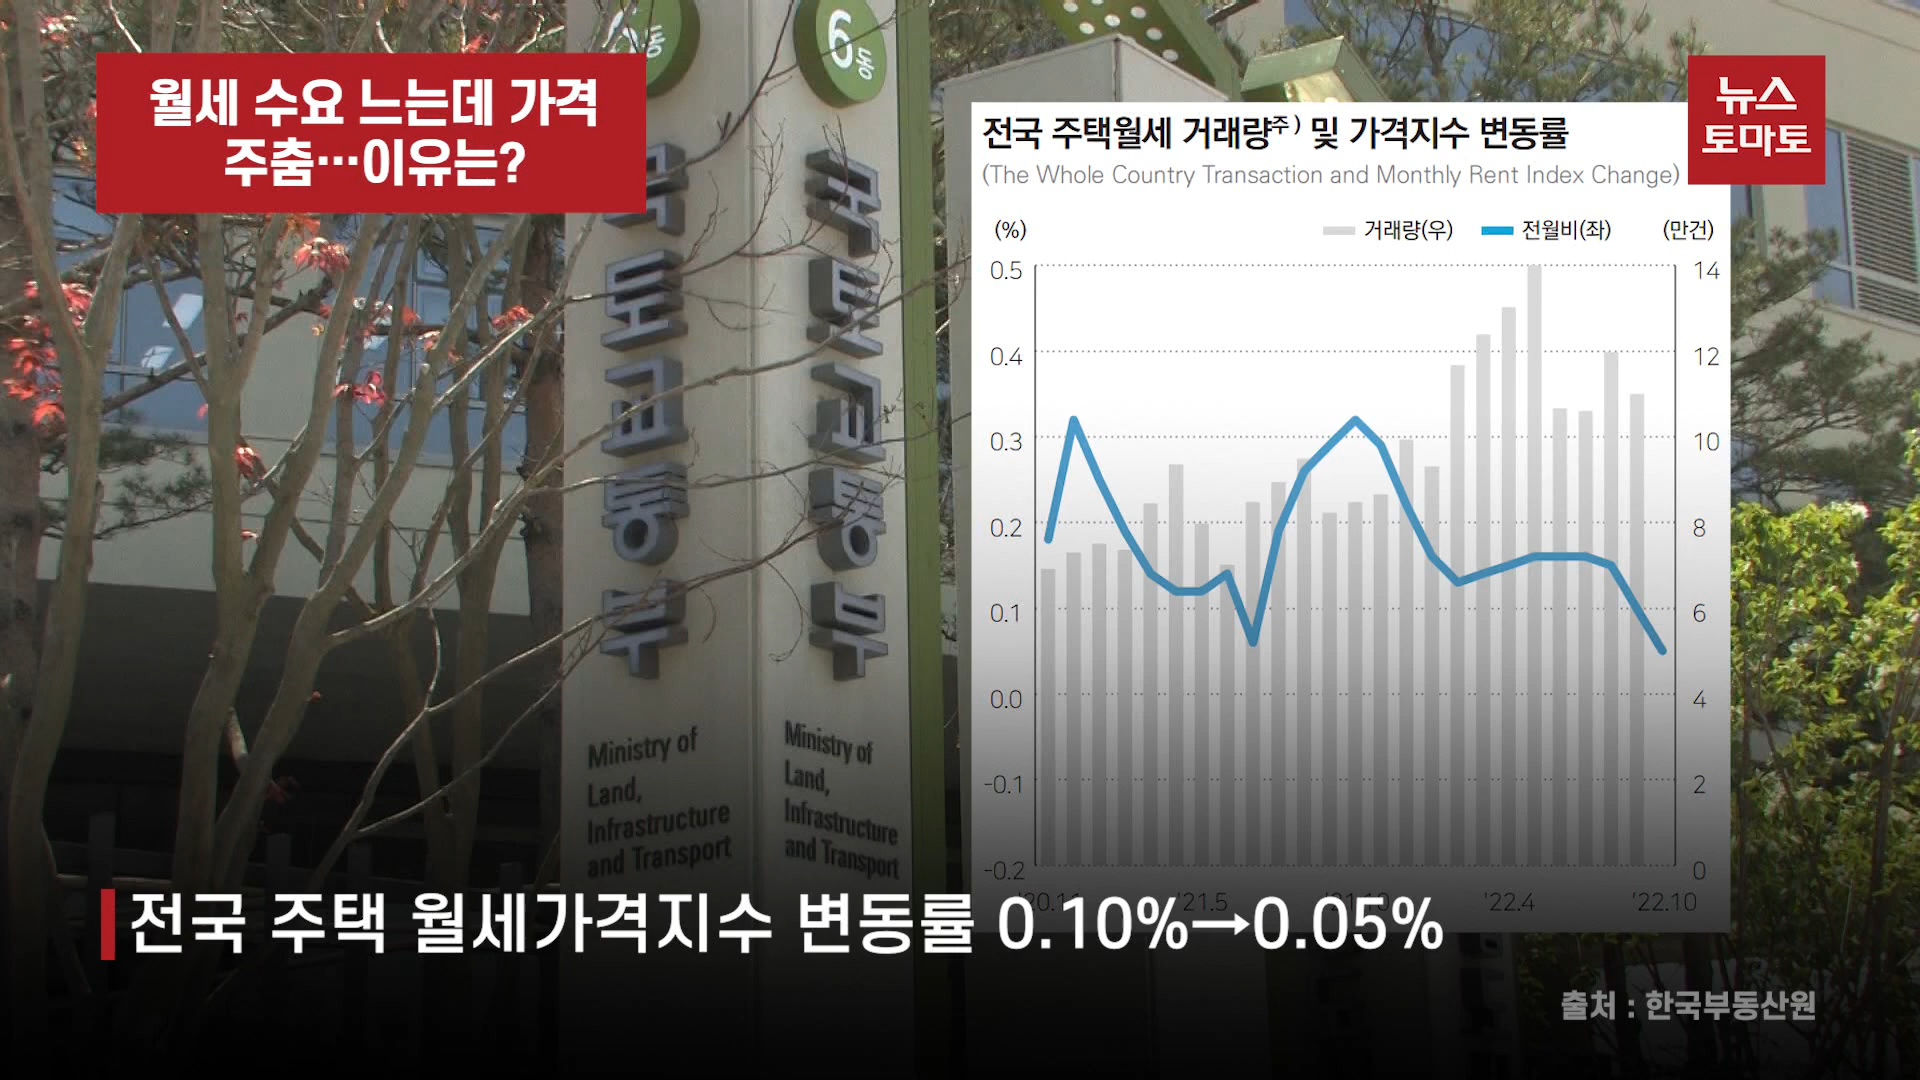 월세 수요 느는데 가격
주춤…이유는?
뉴스
토마토
6동
국토교통부
국토교통부
Ministry of
Land,
Infrastructure
and Transport
Ministry of
Land,
Infrastructure
and Transport
전국 주택월세 거래량주) 및 가격지수 변동률
(The Whole Country Transaction and Monthly Rent Index Change)
(%)
거래량(우) 전월비(좌) (만건)
0.5 14
0.4 12
0.3 10
0.2 8
0.1 6
0.0 4
-0.1 2
-0.2 0
'21.5 '22.4 '22.10
전국 주택 월세가격지수 변동률 0.10%→0.05%
출처 : 한국부동산원